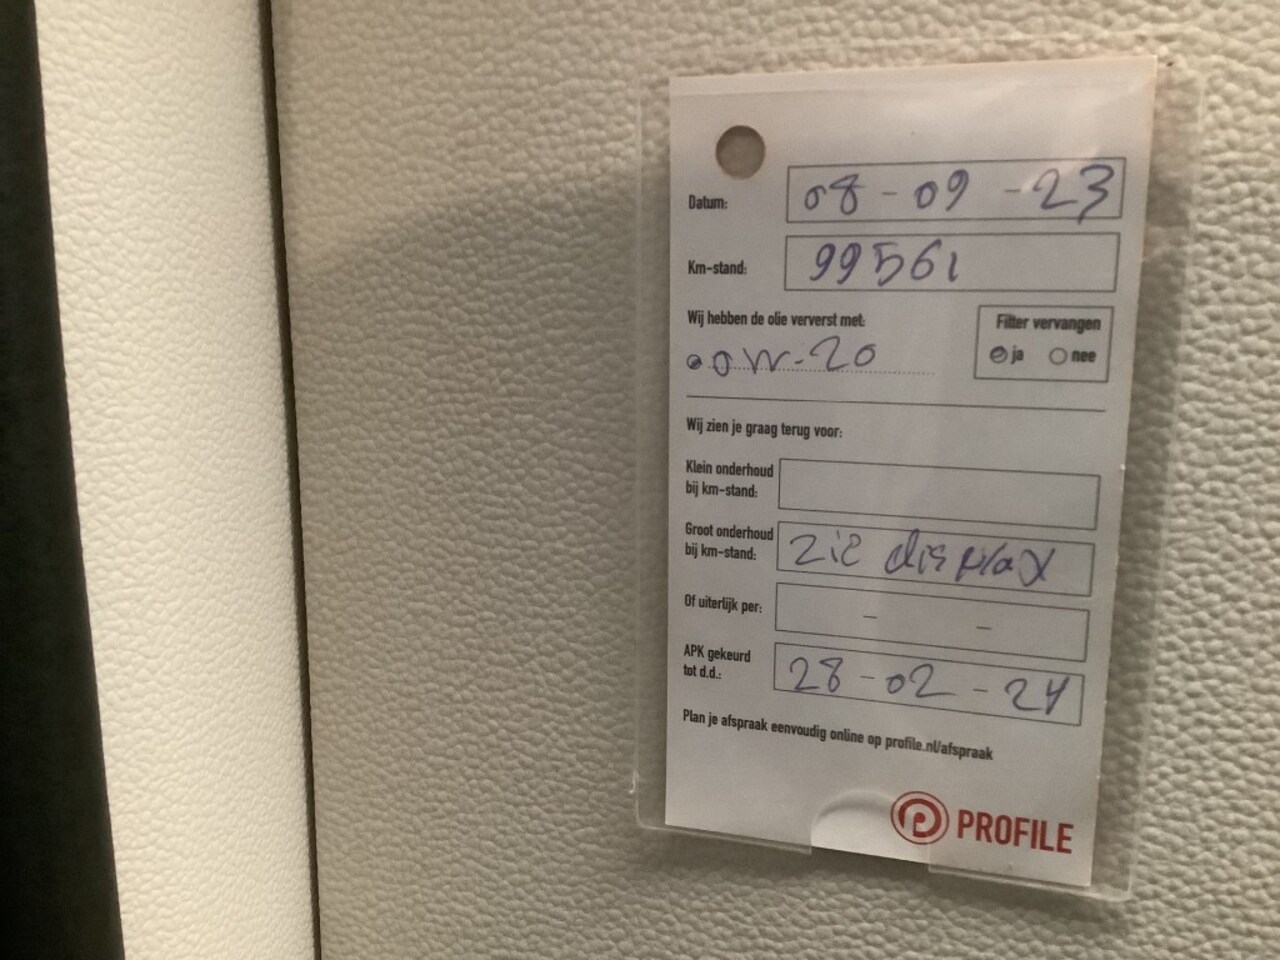 Datum: 08-09-23
Km-stand: 99561
Wij hebben de olie ververst met:
0W-20
Filter vervangen
ja nee
Wij zien je graag terug voor:
Klein onderhoud
bij km-stand:
Groot onderhoud
bij km-stand: zie display
Of uiterlijk per: - -
APK gekeurd
tot d.d.: 28-02-24
Plan je afspraak eenvoudig online op profile.nl/afspraak
PROFILE